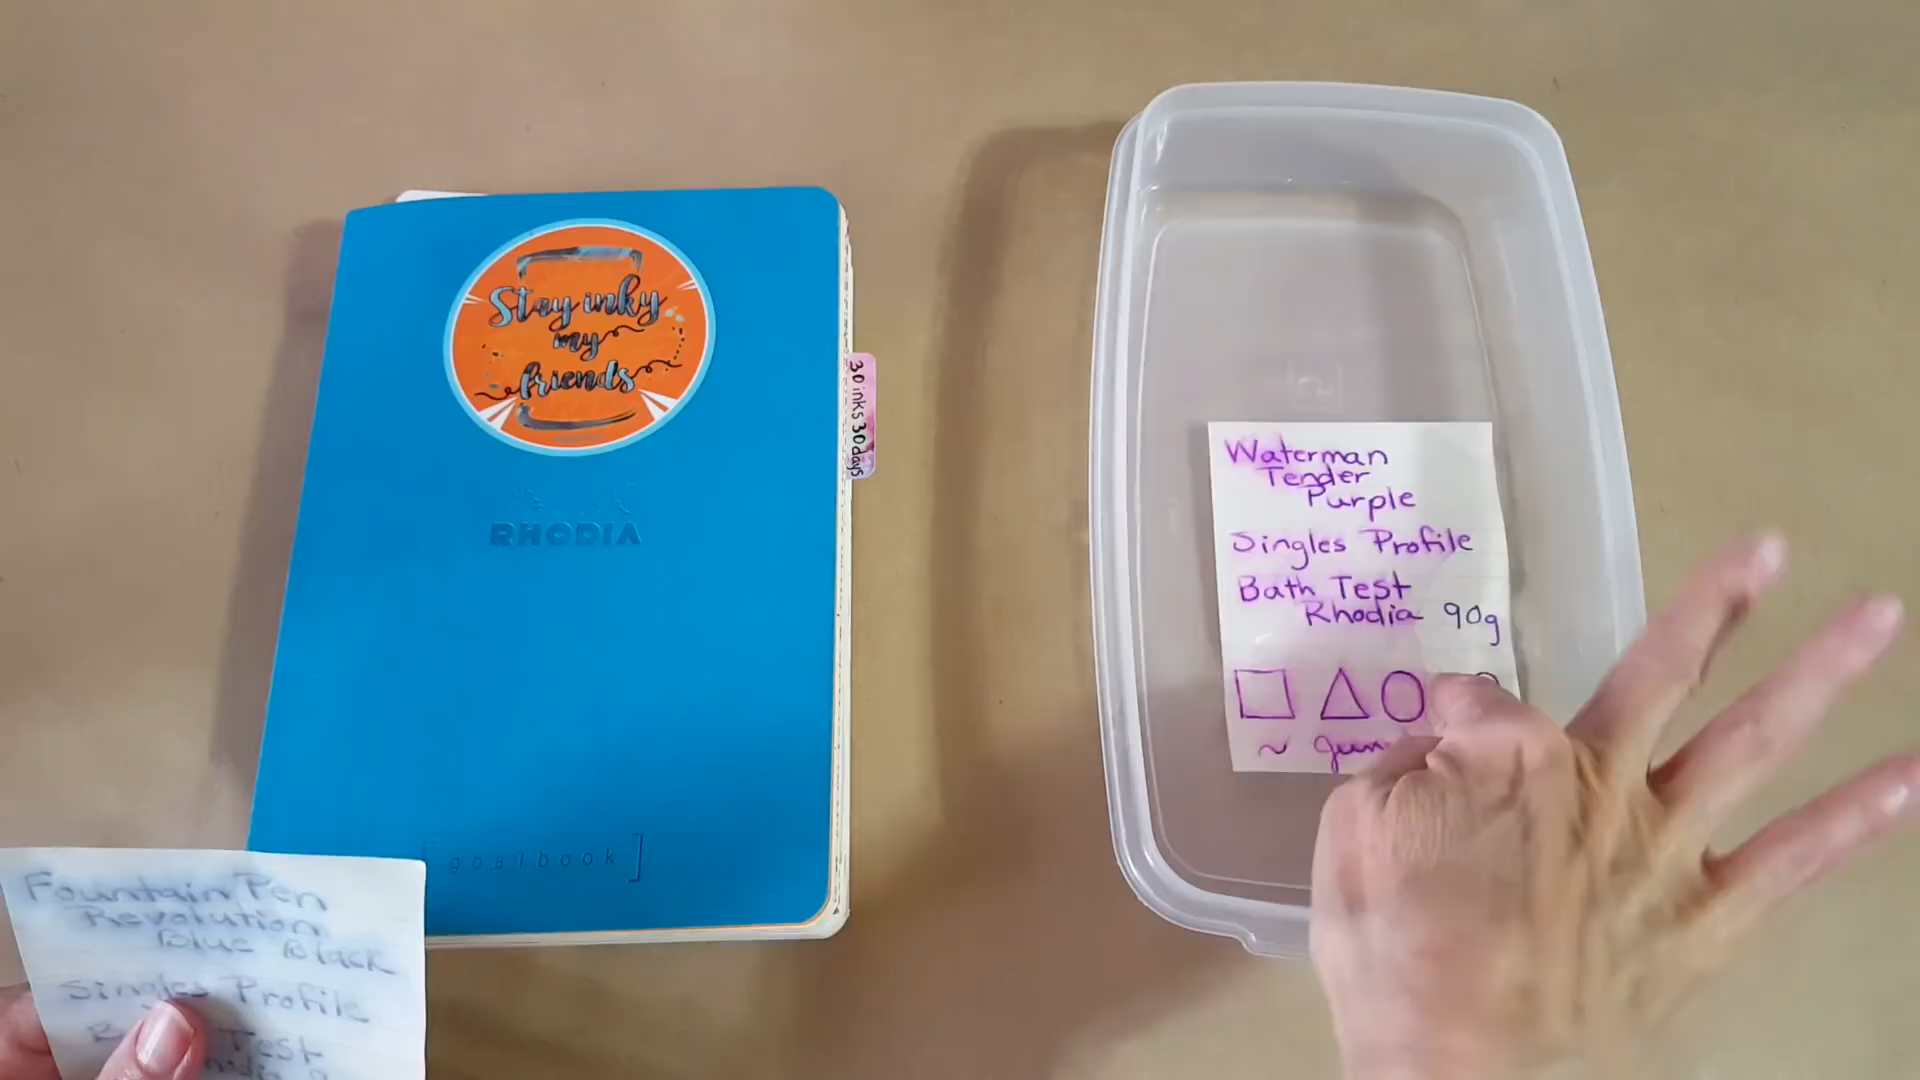 Stay inky
my
friends
RHODIA
[goalbook]
30 inks 30 days
Waterman
Tender
Purple
Singles Profile
Bath Test
Rhodia 90g
Fountain Pen
Revolution
Blue Black
Singles Profile
Test